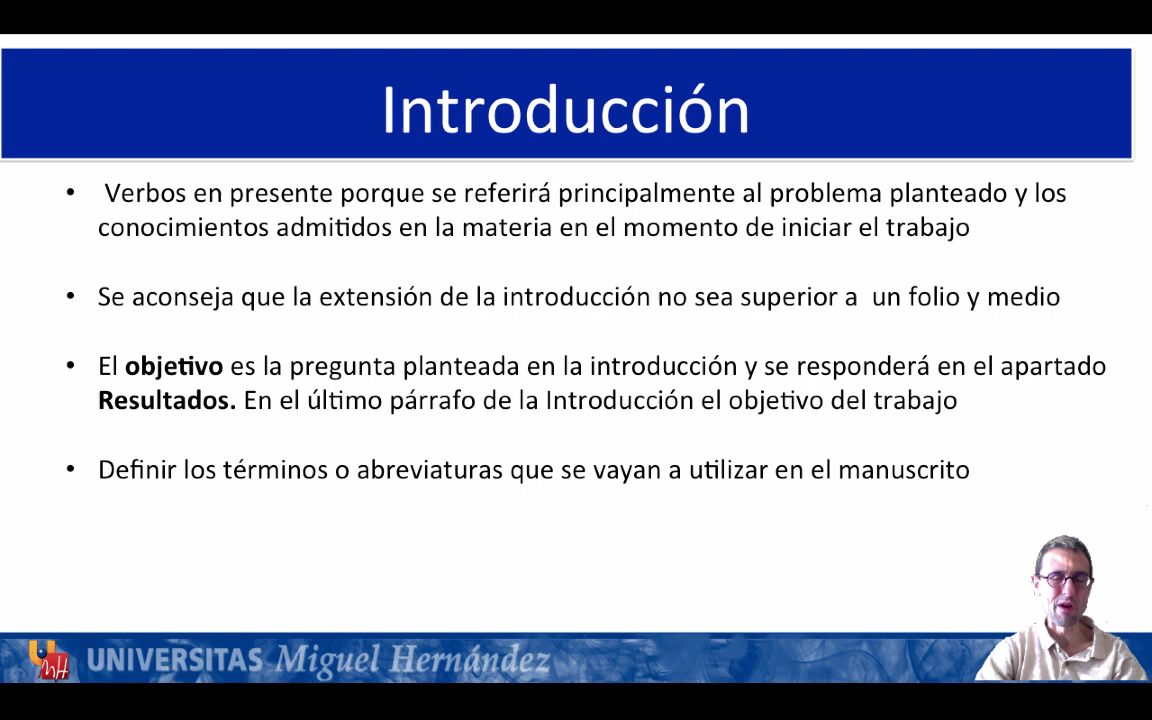 Introducción
• Verbos en presente porque se referirá principalmente al problema planteado y los
conocimientos admitidos en la materia en el momento de iniciar el trabajo
• Se aconseja que la extensión de la introducción no sea superior a un folio y medio
• El objetivo es la pregunta planteada en la introducción y se responderá en el apartado
Resultados. En el último párrafo de la Introducción el objetivo del trabajo
• Definir los términos o abreviaturas que se vayan a utilizar en el manuscrito
UNIVERSITAS Miguel Hernández